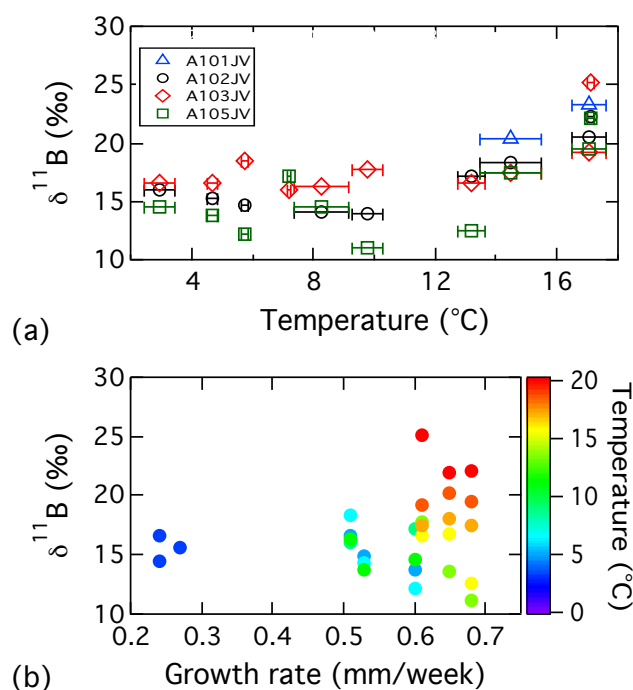 30
25
20
15
10
δ 11 B (‰)
A101JV
A102JV
A103JV
A105JV
4 8 12 16
Temperature (°C)
(a)
30
25
20
15
10
δ 11 B (‰)
0.2 0.3 0.4 0.5 0.6 0.7
Growth rate (mm/week)
20
15
10
5
0
Temperature (°C)
(b)